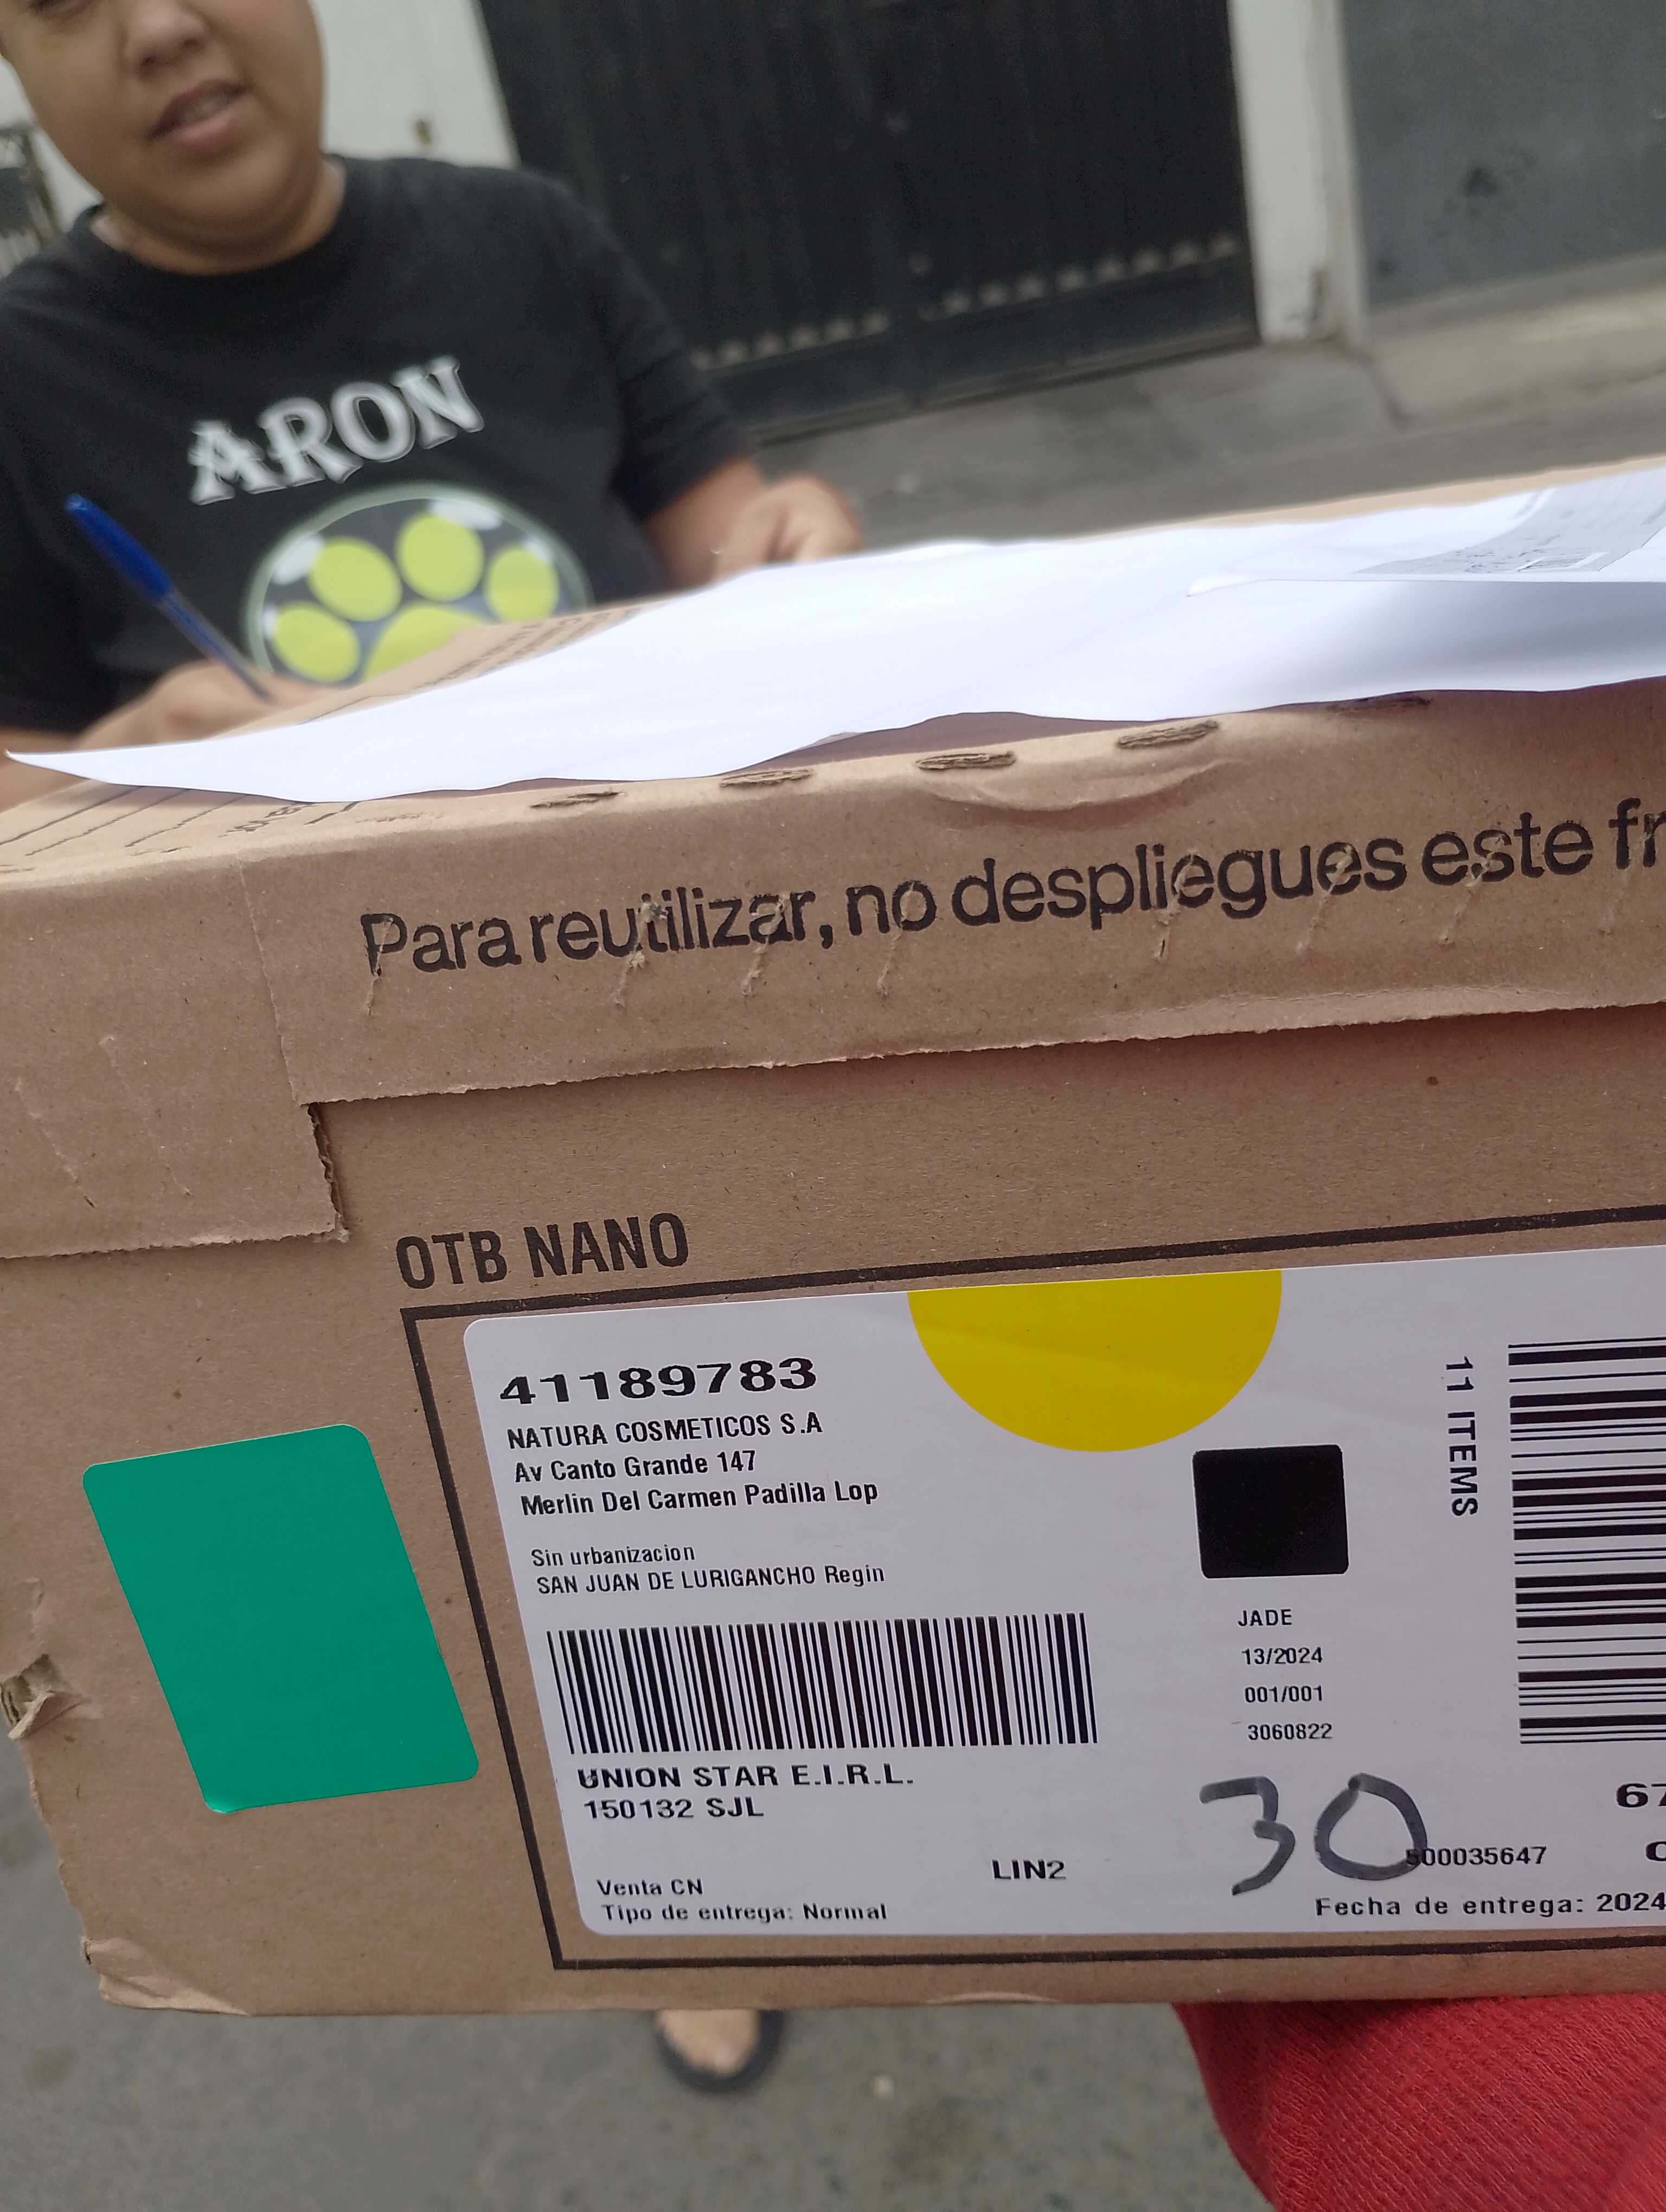 ARON
Para reutilizar, no despliegues este fr
OTB NANO
41189783
NATURA COSMETICOS S.A
Av Canto Grande 147
Merlin Del Carmen Padilla Lop
Sin urbanizacion
SAN JUAN DE LURIGANCHO Regin
11 ITEMS
JADE
13/2024
001/001
3060822
UNION STAR E.I.R.L.
150132 SJL
30
67
500035647
LIN2
Venta CN
Tipo de entrega: Normal
Fecha de entrega: 2024